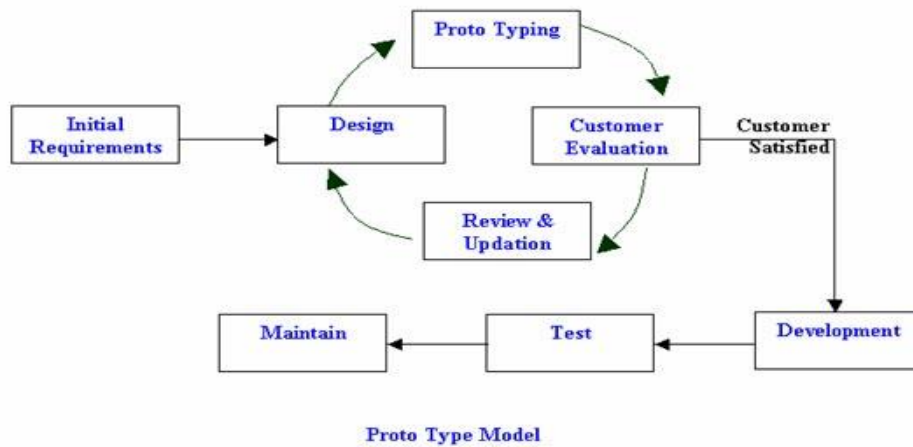 Proto Typing
Initial
Requirements
Design
Customer
Evaluation
Customer
Satisfied
Review &
Updation
Maintain
Test
Development
Proto Type Model